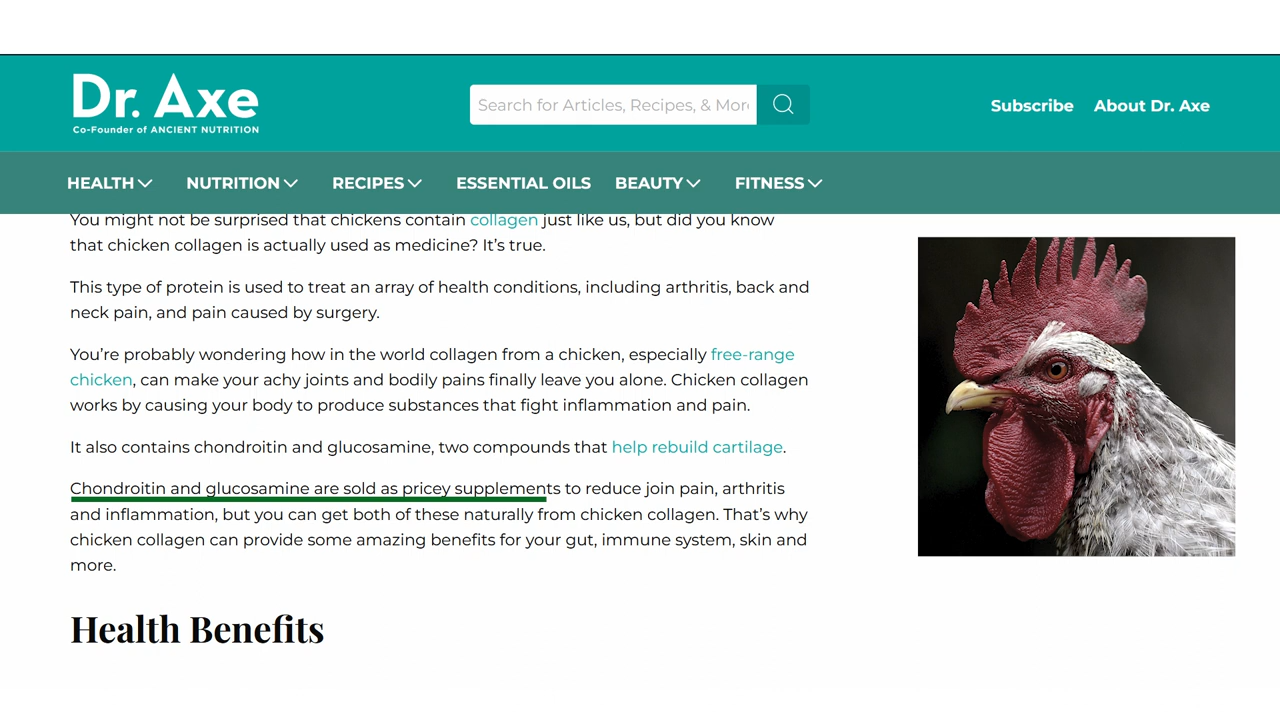 Dr. Axe
Co-Founder of ANCIENT NUTRITION
Search for Articles, Recipes, & Mor
Subscribe
About Dr. Axe
HEALTH
NUTRITION
RECIPES
ESSENTIAL OILS
BEAUTY
FITNESS
You might not be surprised that chickens contain collagen just like us, but did you know
that chicken collagen is actually used as medicine? It’s true.
This type of protein is used to treat an array of health conditions, including arthritis, back and
neck pain, and pain caused by surgery.
You’re probably wondering how in the world collagen from a chicken, especially free-range
chicken, can make your achy joints and bodily pains finally leave you alone. Chicken collagen
works by causing your body to produce substances that fight inflammation and pain.
It also contains chondroitin and glucosamine, two compounds that help rebuild cartilage.
Chondroitin and glucosamine are sold as pricey supplements to reduce join pain, arthritis
and inflammation, but you can get both of these naturally from chicken collagen. That’s why
chicken collagen can provide some amazing benefits for your gut, immune system, skin and
more.
Health Benefits